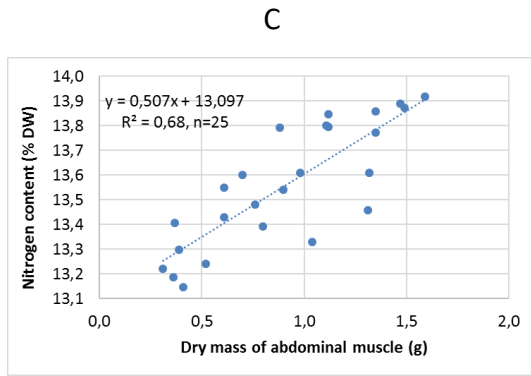 C
14,0
13,9
13,8
13,7
13,6
13,5
13,4
13,3
13,2
13,1
Nitrogen content (% DW)
y = 0,507x + 13,097
R² = 0,68, n=25
0,0 0,5 1,0 1,5 2,0
Dry mass of abdominal muscle (g)